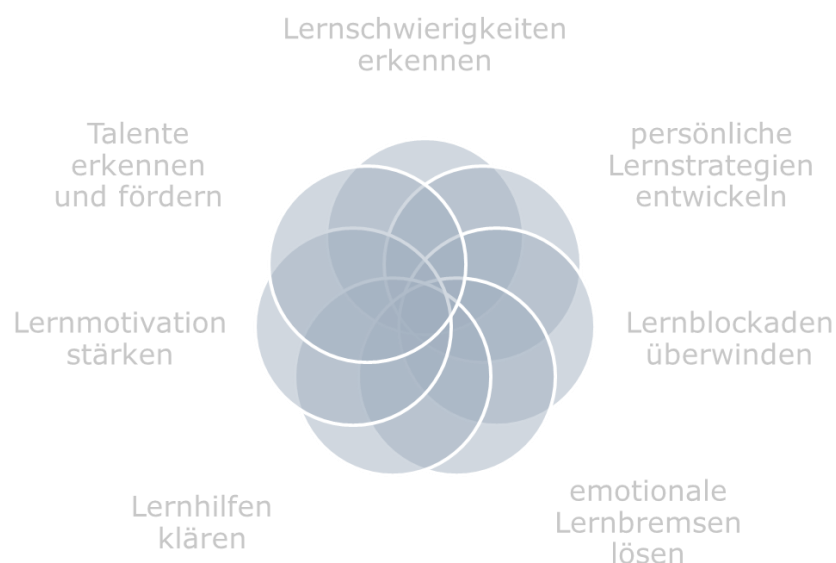 Lernschwierigkeiten
erkennen
persönliche
Lernstrategien
entwickeln
Lernblockaden
überwinden
emotionale
Lernbremsen
lösen
Lernhilfen
klären
Lernmotivation
stärken
Talente
erkennen
und fördern